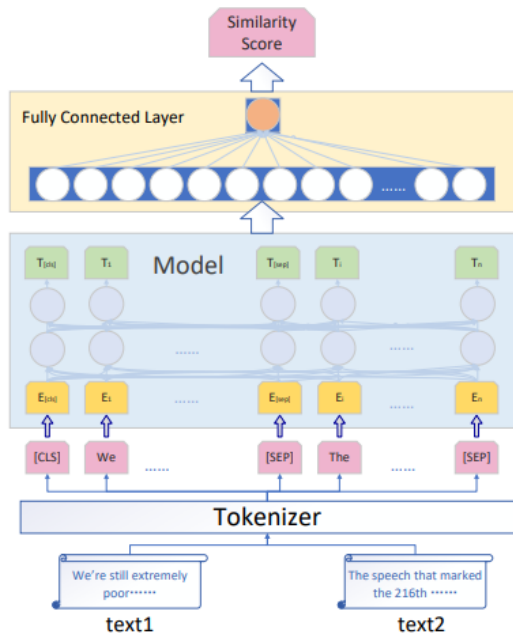 Similarity
Score
Fully Connected Layer
......
Model
T[cls] T1 T[sep] Ti Tn
......
......
E[cls] E1 ...... E[sep] Ei ...... En
[CLS] We ...... [SEP] The ...... [SEP]
Tokenizer
We're still extremely
poor⋯⋯
The speech that marked
the 216th ⋯⋯
text1
text2